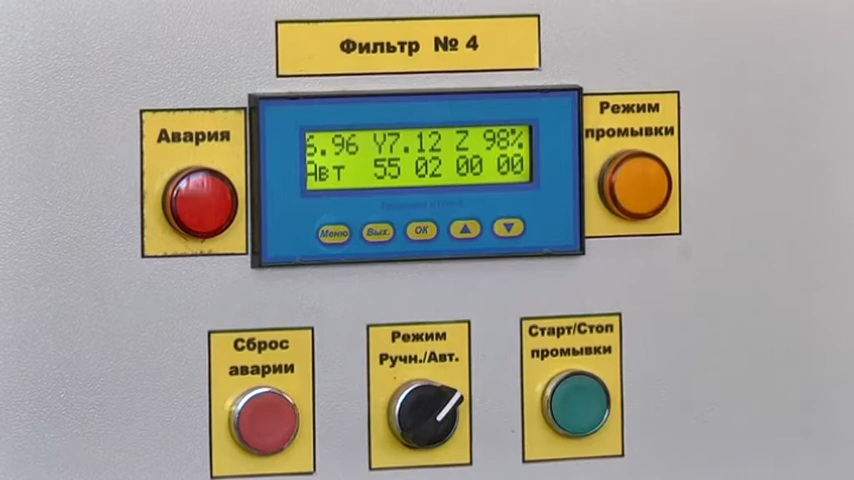 Фильтр № 4
Авария
6.96 Y7.12 Z 98%
Авт 55 02 00 00
Режим
промывки
Меню Вых. ОК
Сброс
аварии
Режим
Ручн./Авт.
Старт/Стоп
промывки